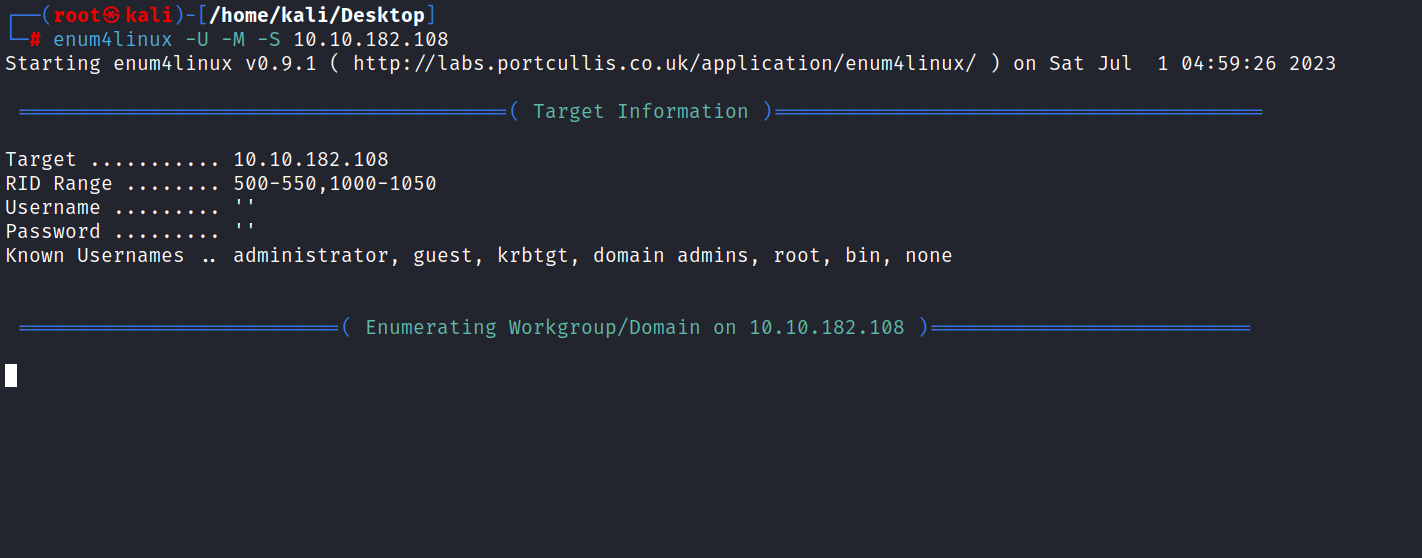 ┌──(root㉿kali)-[/home/kali/Desktop]
└─# enum4linux -U -M -S 10.10.182.108
Starting enum4linux v0.9.1 ( http://labs.portcullis.co.uk/application/enum4linux/ ) on Sat Jul  1 04:59:26 2023
=========================================( Target Information )=========================================
Target ........... 10.10.182.108
RID Range ........ 500-550,1000-1050
Username ......... ''
Password ......... ''
Known Usernames .. administrator, guest, krbtgt, domain admins, root, bin, none
===========================( Enumerating Workgroup/Domain on 10.10.182.108 )===========================